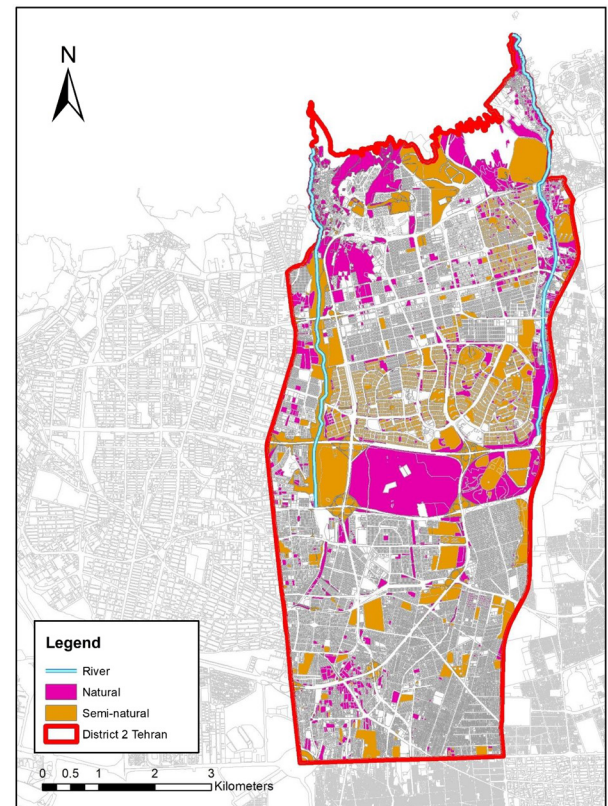 N
Legend
River
Natural
Semi-natural
District 2 Tehran
0 0.5 1 2 3
Kilometers